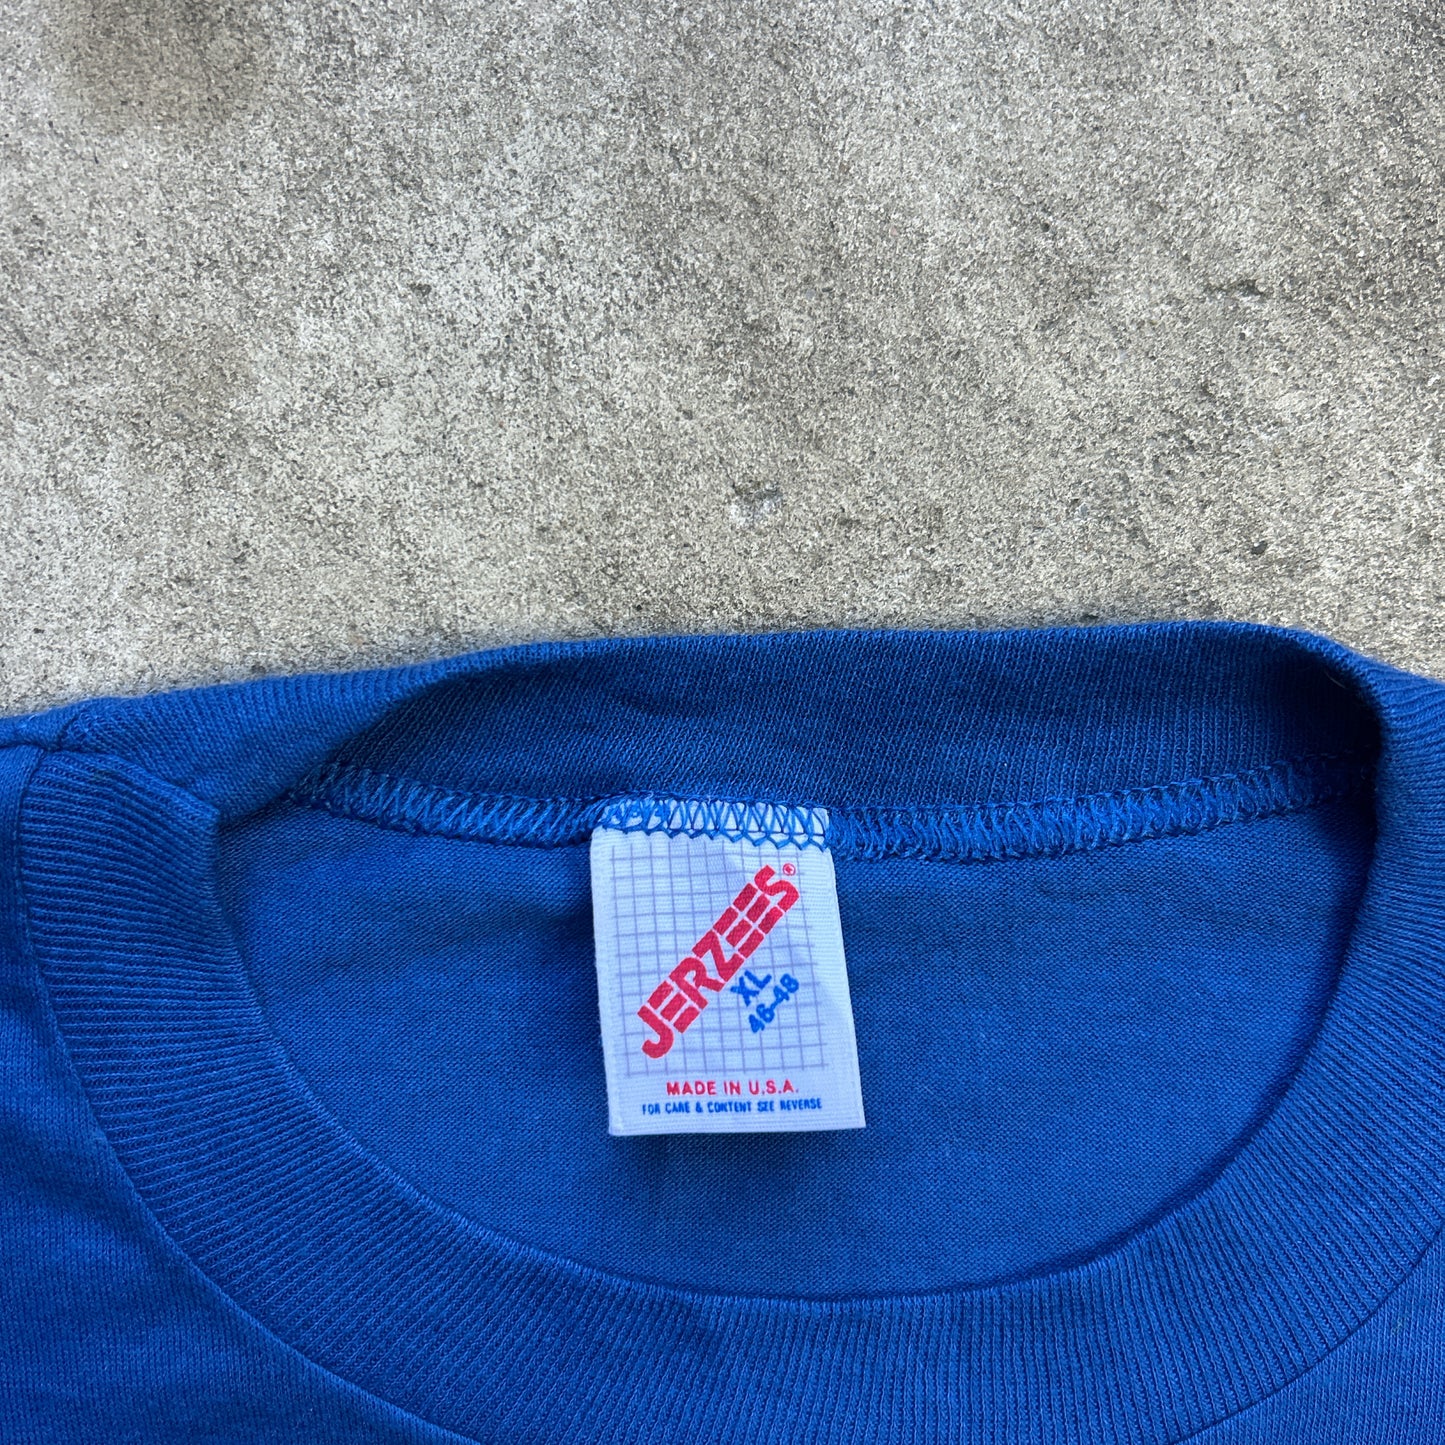 JERZEES®
XL
46-48
MADE IN U.S.A.
FOR CARE & CONTENT SEE REVERSE